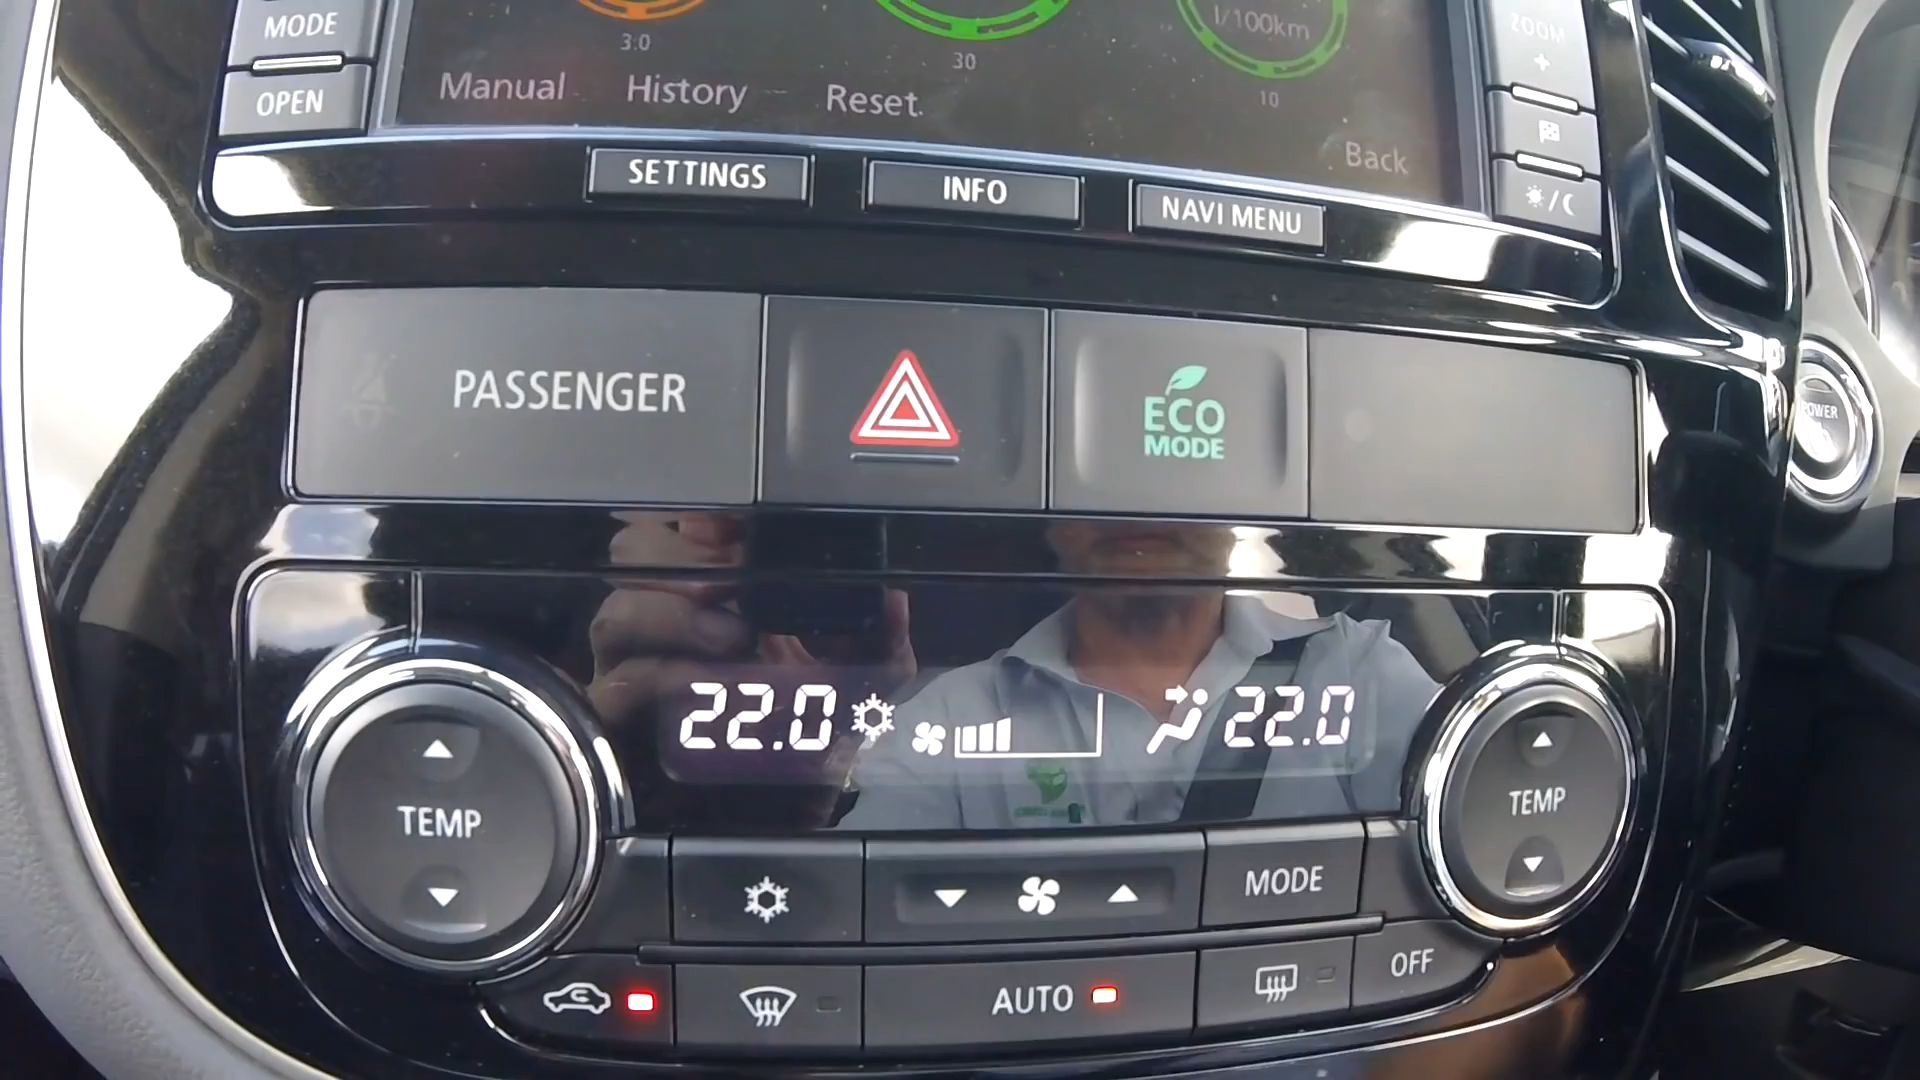 MODE
OPEN
3.0
30
l/100km
10
Manual
History
Reset
Back
ZOOM
+
SETTINGS
INFO
NAVI MENU
PASSENGER
ECO
MODE
POWER
22.0
22.0
TEMP
TEMP
MODE
AUTO
OFF